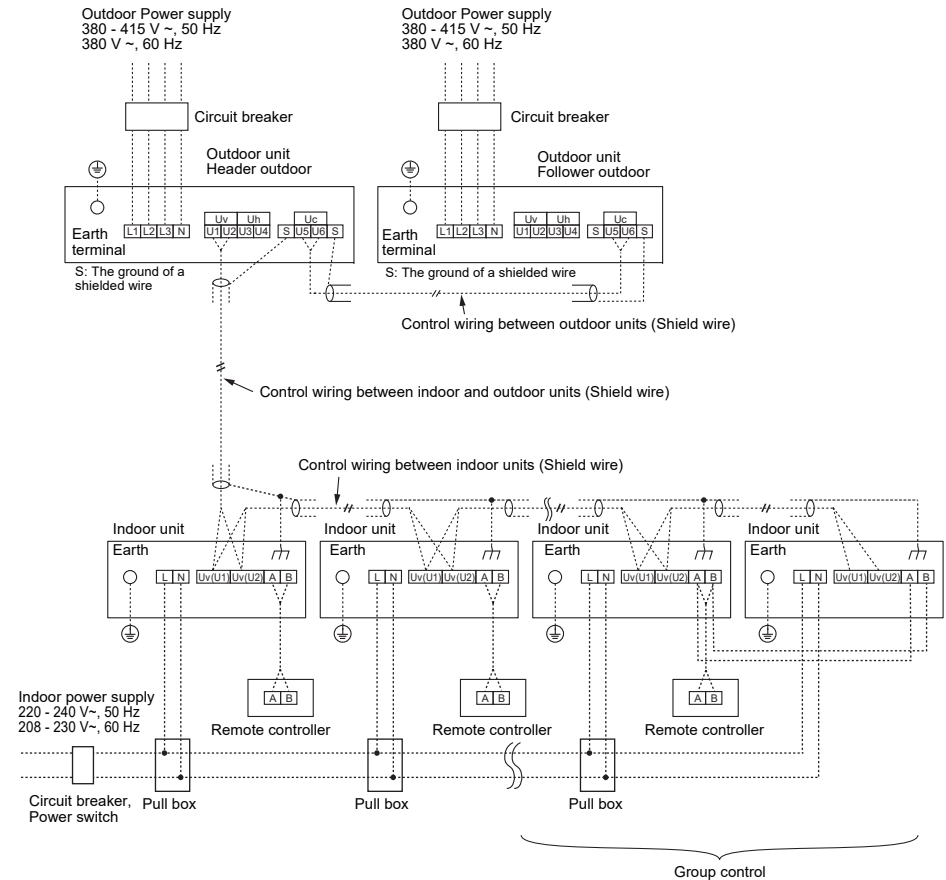 Outdoor Power supply
380 - 415 V ~, 50 Hz
380 V ~, 60 Hz
Outdoor Power supply
380 - 415 V ~, 50 Hz
380 V ~, 60 Hz
Circuit breaker
Circuit breaker
Outdoor unit
Header outdoor
Outdoor unit
Follower outdoor
Earth
terminal
L1 L2 L3 N
Uv Uh
U1 U2 U3 U4
Uc
S U5 U6 S
Earth
terminal
L1 L2 L3 N
Uv Uh
U1 U2 U3 U4
Uc
S U5 U6 S
S: The ground of a
shielded wire
S: The ground of a shielded wire
Control wiring between outdoor units (Shield wire)
Control wiring between indoor and outdoor units (Shield wire)
Control wiring between indoor units (Shield wire)
Indoor unit
Indoor unit
Indoor unit
Indoor unit
Earth
Earth
Earth
Earth
L N Uv(U1) Uv(U2) A B
L N Uv(U1) Uv(U2) A B
L N Uv(U1) Uv(U2) A B
L N Uv(U1) Uv(U2) A B
A B
A B
A B
Remote controller
Remote controller
Remote controller
Indoor power supply
220 - 240 V~, 50 Hz
208 - 230 V~, 60 Hz
Circuit breaker,
Power switch
Pull box
Pull box
Pull box
Group control